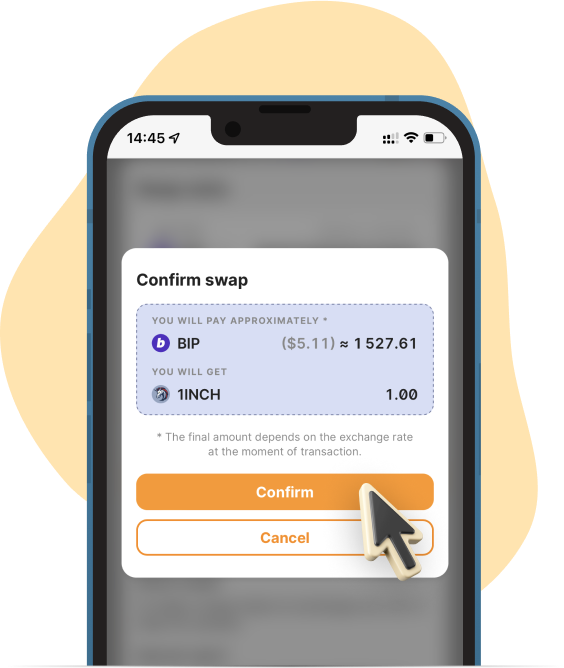 14:45
Confirm swap
YOU WILL PAY APPROXIMATELY *
BIP ($5.11) ≈ 1 527.61
YOU WILL GET
1INCH 1.00
* The final amount depends on the exchange rate
at the moment of transaction.
Confirm
Cancel